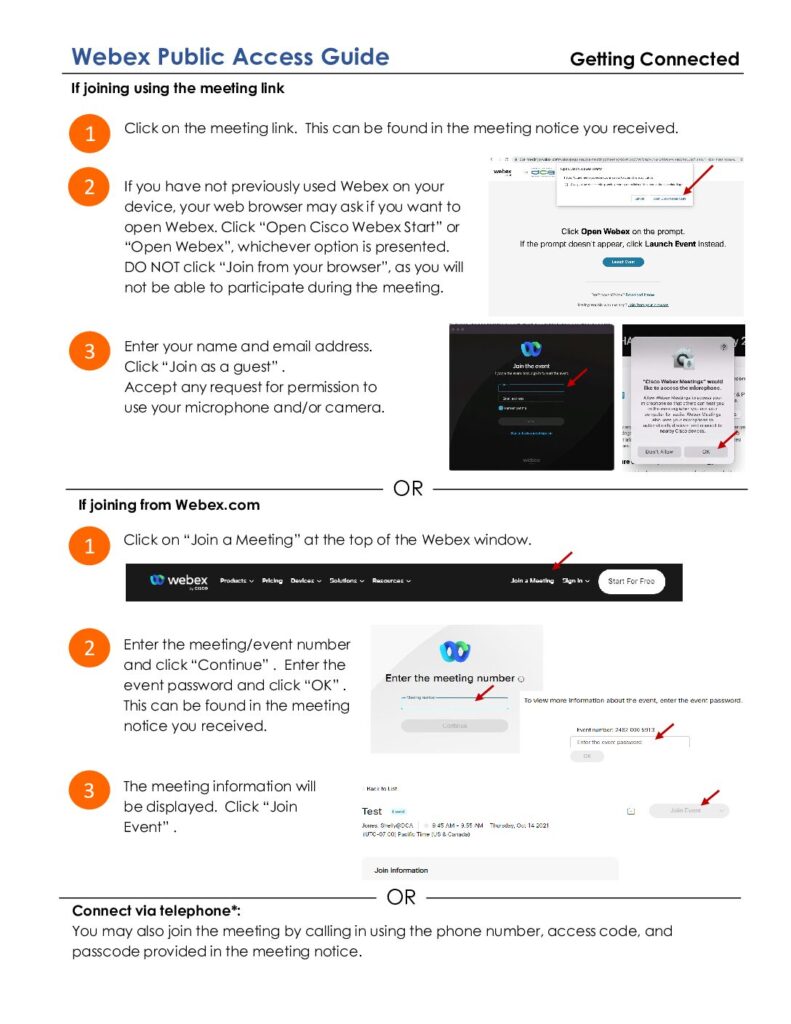 Webex Public Access Guide
Getting Connected
If joining using the meeting link
1
Click on the meeting link. This can be found in the meeting notice you received.
2
If you have not previously used Webex on your
device, your web browser may ask if you want to
open Webex. Click “Open Cisco Webex Start” or
“Open Webex”, whichever option is presented.
DO NOT click “Join from your browser”, as you will
not be able to participate during the meeting.
webex
Click Open Webex on the prompt.
If the prompt doesn't appear, click Launch Event instead.
Launch Event
3
Enter your name and email address.
Click “Join as a guest” .
Accept any request for permission to
use your microphone and/or camera.
Join the event
webex
"Cisco Webex Meetings" would
like to access the microphone.
Don't Allow
OK
OR
If joining from Webex.com
1
Click on “Join a Meeting” at the top of the Webex window.
webex
by CISCO
Products
Pricing
Devices
Solutions
Resources
Join a Meeting
Sign In
Start For Free
2
Enter the meeting/event number
and click “Continue” . Enter the
event password and click “OK” .
This can be found in the meeting
notice you received.
Enter the meeting number
Meeting number
Continue
To view more information about the event, enter the event password.
Event number: 2482 000 5913
Enter the event password
OK
3
The meeting information will
be displayed. Click “Join
Event” .
Back to List
Test
Event
Jones, Shelly@DCA
9:45 AM - 9:55 AM
Thursday, Oct 14 2021
(UTC-07:00) Pacific Time (US & Canada)
Join Event
Join information
OR
Connect via telephone*:
You may also join the meeting by calling in using the phone number, access code, and
passcode provided in the meeting notice.